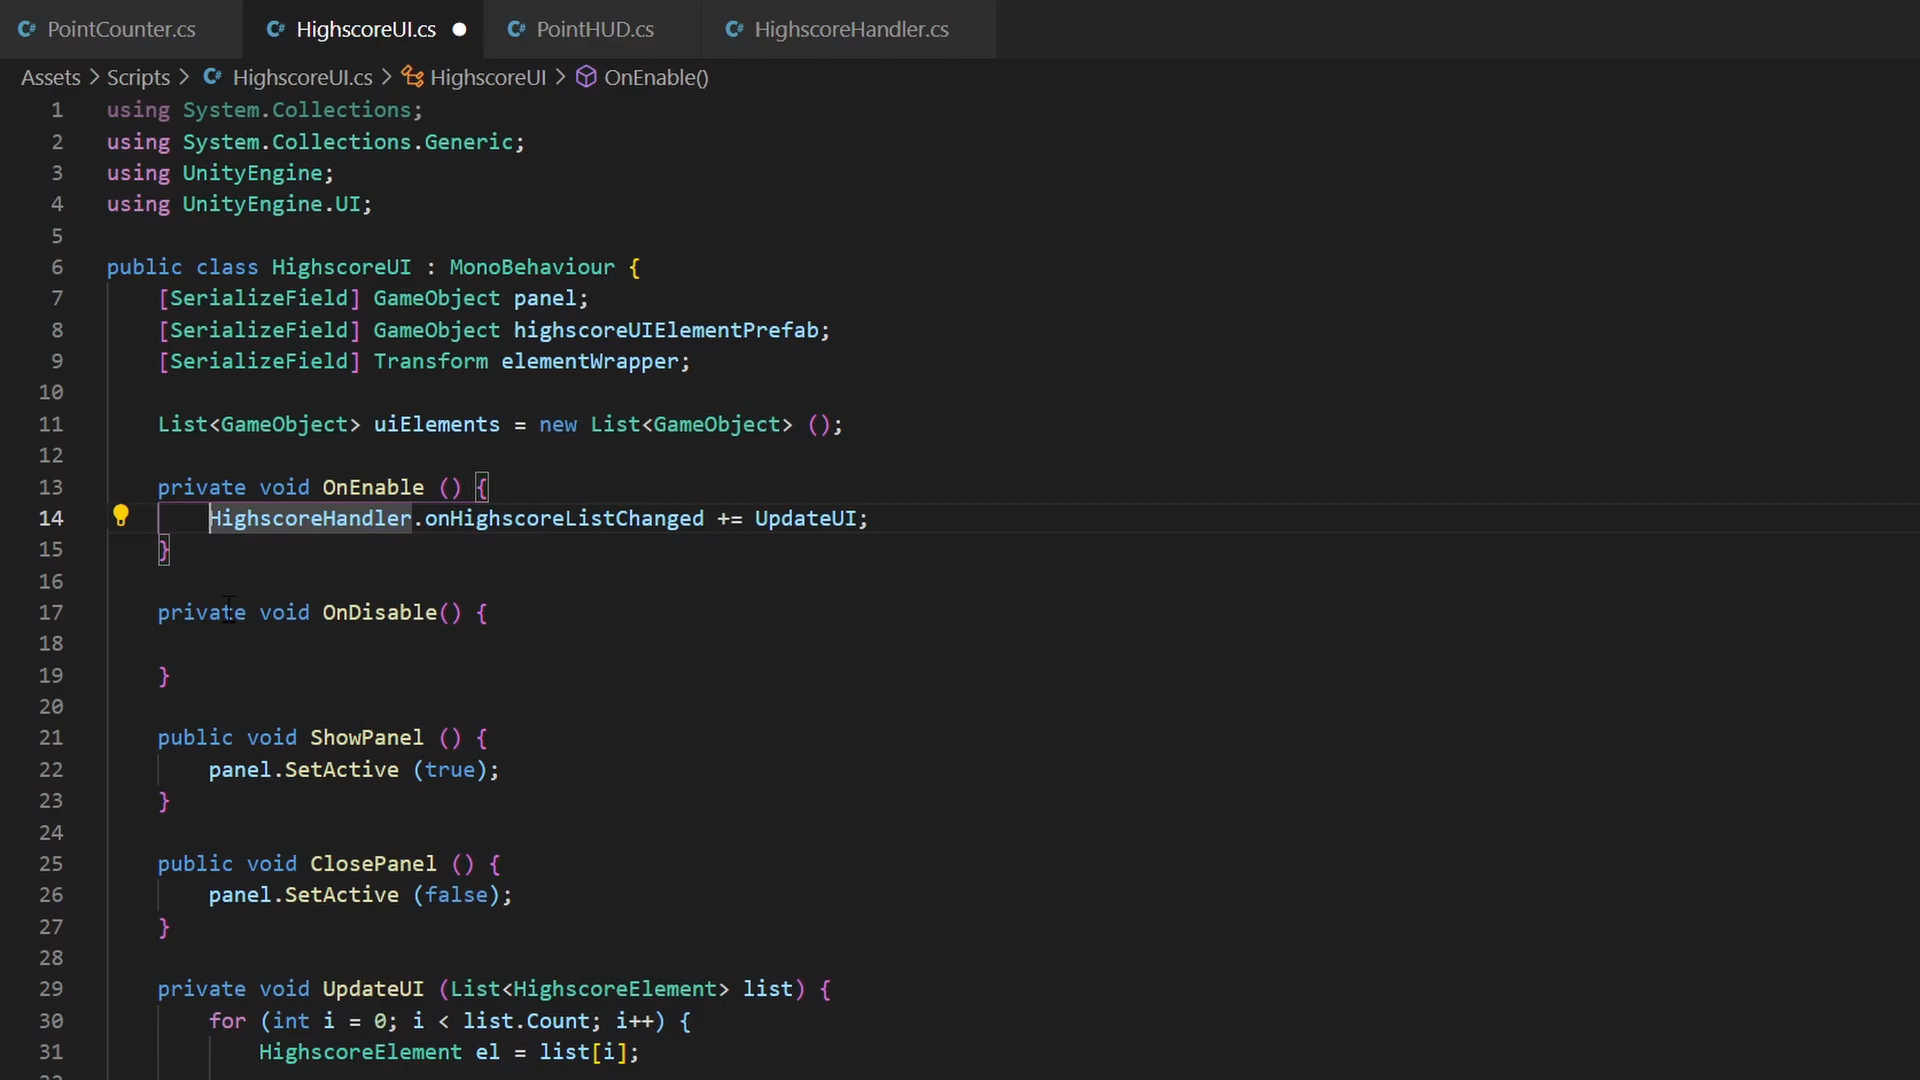 PointCounter.cs HighscoreUI.cs PointHUD.cs HighscoreHandler.cs
Assets > Scripts > HighscoreUI.cs > HighscoreUI > OnEnable()
1 using System.Collections;
2 using System.Collections.Generic;
3 using UnityEngine;
4 using UnityEngine.UI;
5
6 public class HighscoreUI : MonoBehaviour {
7 [SerializeField] GameObject panel;
8 [SerializeField] GameObject highscoreUIElementPrefab;
9 [SerializeField] Transform elementWrapper;
10
11 List<GameObject> uiElements = new List<GameObject> ();
12
13 private void OnEnable () {
14 HighscoreHandler.onHighscoreListChanged += UpdateUI;
15 }
16
17 private void OnDisable() {
18
19 }
20
21 public void ShowPanel () {
22 panel.SetActive (true);
23 }
24
25 public void ClosePanel () {
26 panel.SetActive (false);
27 }
28
29 private void UpdateUI (List<HighscoreElement> list) {
30 for (int i = 0; i < list.Count; i++) {
31 HighscoreElement el = list[i];